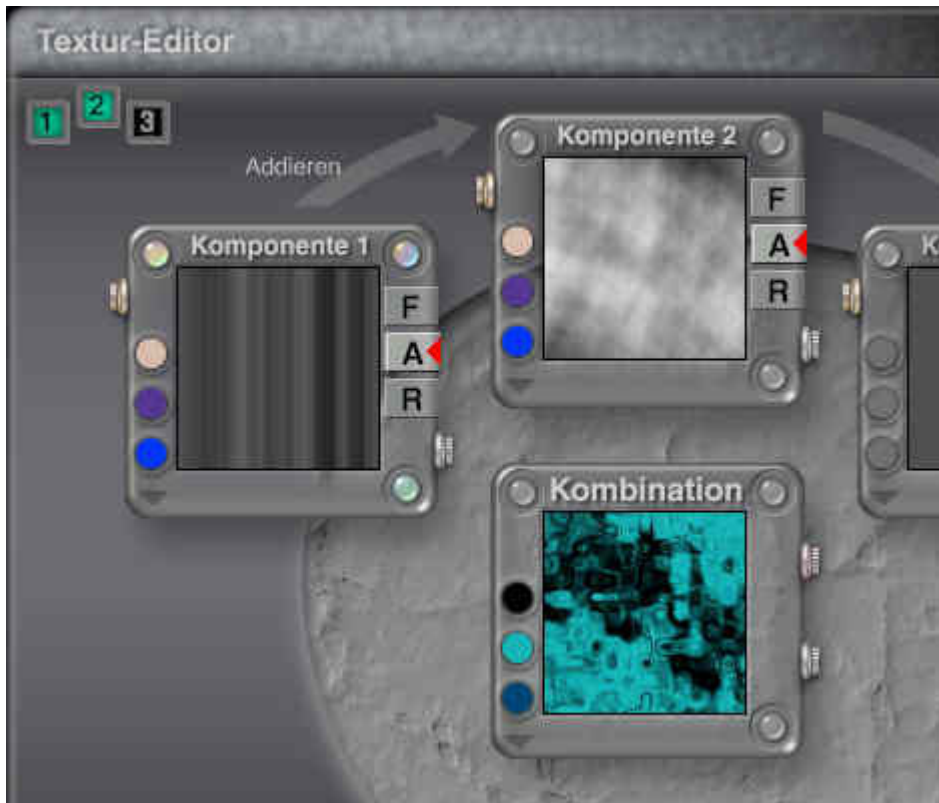 Textur-Editor
1 2 3
Addieren
Komponente 2
F
A
R
Komponente 1
F
A
R
K
Kombination